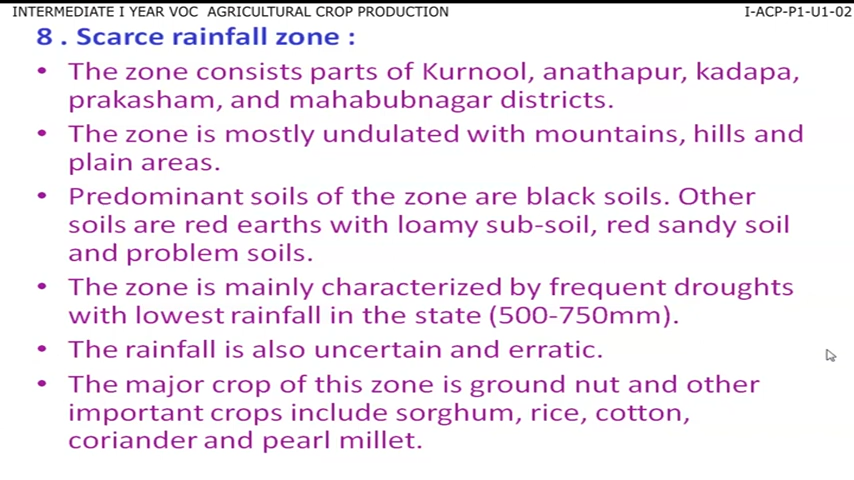 INTERMEDIATE I YEAR VOC  AGRICULTURAL CROP PRODUCTION
I-ACP-P1-U1-02
8 . Scarce rainfall zone :
• The zone consists parts of Kurnool, anathapur, kadapa,
prakasham, and mahabubnagar districts.
• The zone is mostly undulated with mountains, hills and
plain areas.
• Predominant soils of the zone are black soils. Other
soils are red earths with loamy sub-soil, red sandy soil
and problem soils.
• The zone is mainly characterized by frequent droughts
with lowest rainfall in the state (500-750mm).
• The rainfall is also uncertain and erratic.
• The major crop of this zone is ground nut and other
important crops include sorghum, rice, cotton,
coriander and pearl millet.